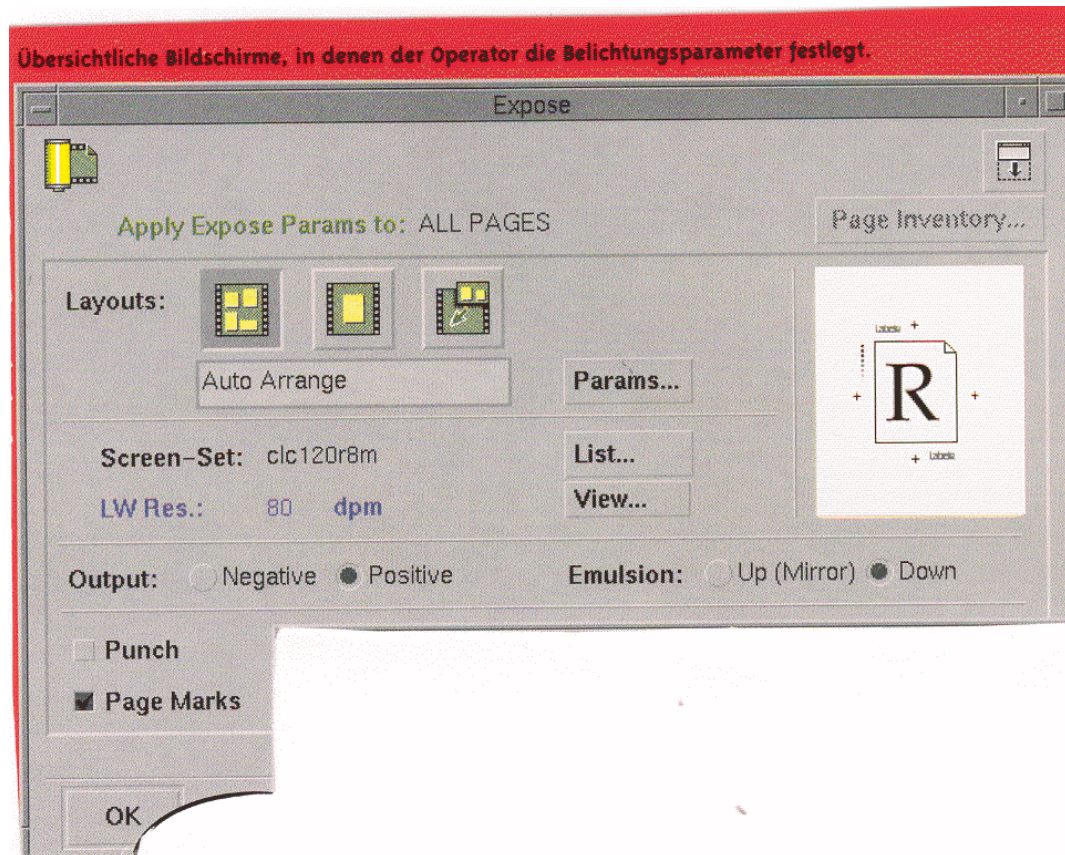 Übersichtliche Bildschirme, in denen der Operator die Belichtungsparameter festlegt.
Expose
Apply Expose Params to: ALL PAGES
Page Inventory...
Layouts:
Auto Arrange
Params...
Labels
R
Labels
Screen-Set: clc120r8m
List...
LW Res.: 80 dpm
View...
Output: Negative Positive
Emulsion: Up (Mirror) Down
Punch
Page Marks
OK